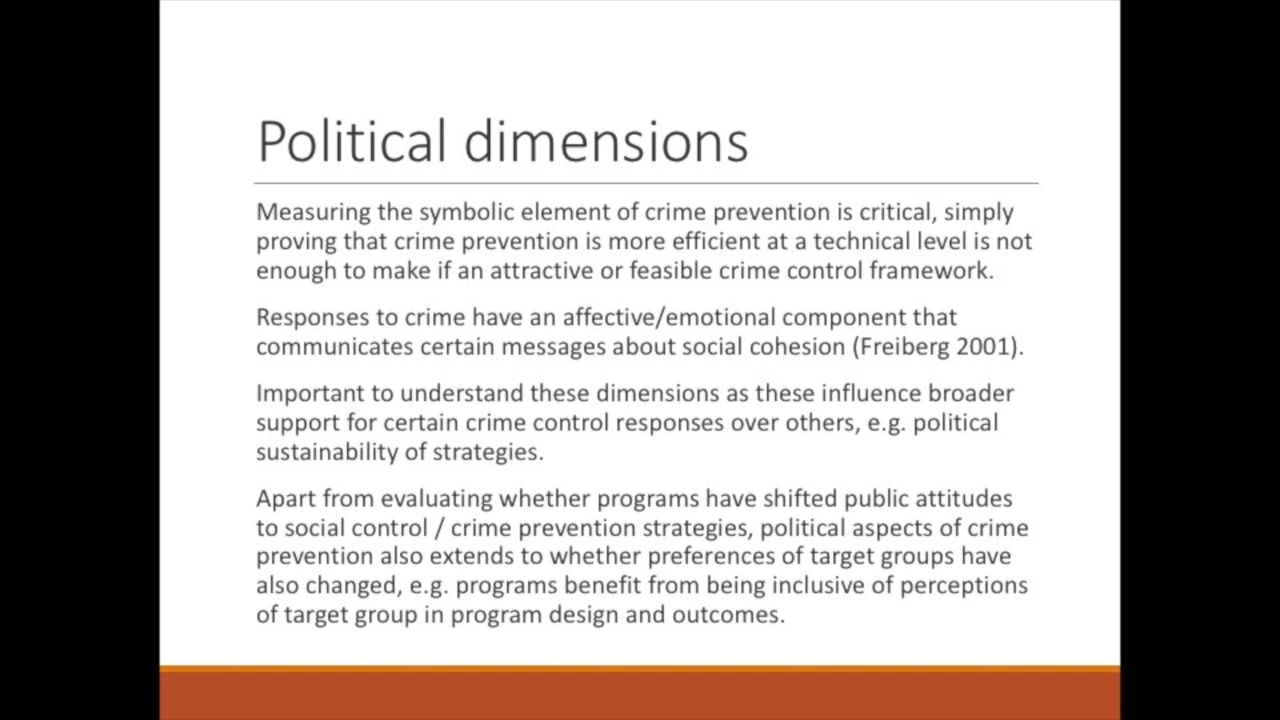 Political dimensions
Measuring the symbolic element of crime prevention is critical, simply
proving that crime prevention is more efficient at a technical level is not
enough to make if an attractive or feasible crime control framework.
Responses to crime have an affective/emotional component that
communicates certain messages about social cohesion (Freiberg 2001).
Important to understand these dimensions as these influence broader
support for certain crime control responses over others, e.g. political
sustainability of strategies.
Apart from evaluating whether programs have shifted public attitudes
to social control / crime prevention strategies, political aspects of crime
prevention also extends to whether preferences of target groups have
also changed, e.g. programs benefit from being inclusive of perceptions
of target group in program design and outcomes.